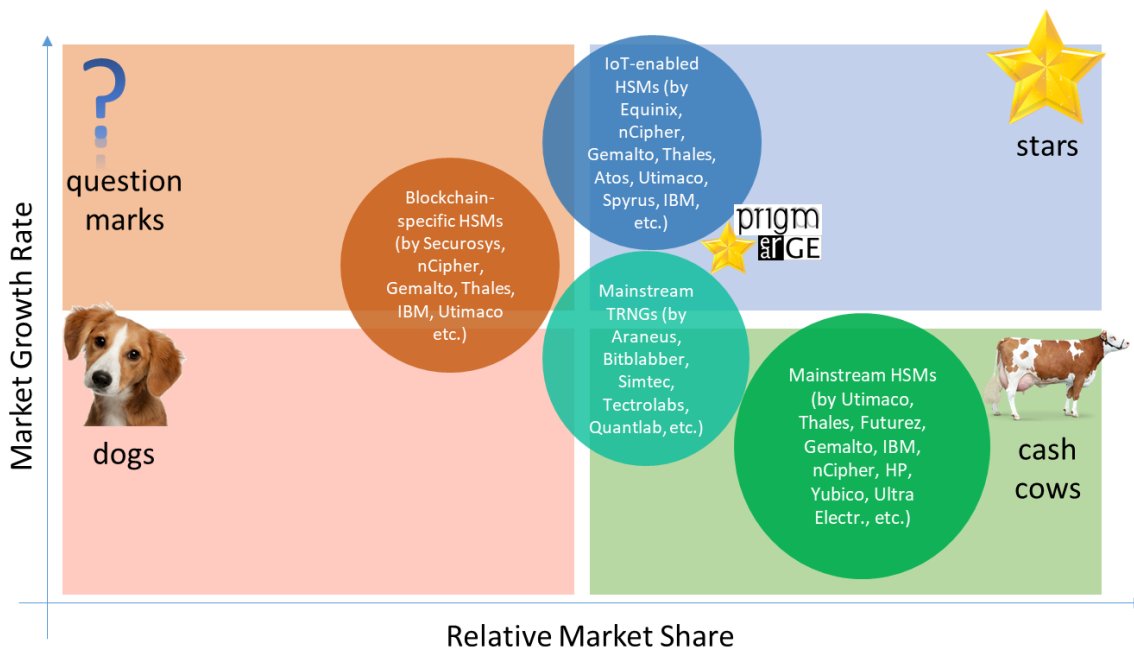 ?
question
marks
IoT-enabled
HSMs (by
Equinix,
nCipher,
Gemalto, Thales,
Atos, Utimaco,
Spyrus, IBM,
etc.)
stars
Blockchain-
specific HSMs
(by Securosys,
nCipher,
Gemalto, Thales,
IBM, Utimaco
etc.)
prigm
 erarGE
Mainstream
TRNGs (by
Araneus,
Bitblabber,
Simtec,
Tectrolabs,
Quantlab, etc.)
dogs
Mainstream HSMs
(by Utimaco,
Thales, Futurez,
Gemalto, IBM,
nCipher, HP,
Yubico, Ultra
Electr., etc.)
cash
cows
Market Growth Rate
Relative Market Share